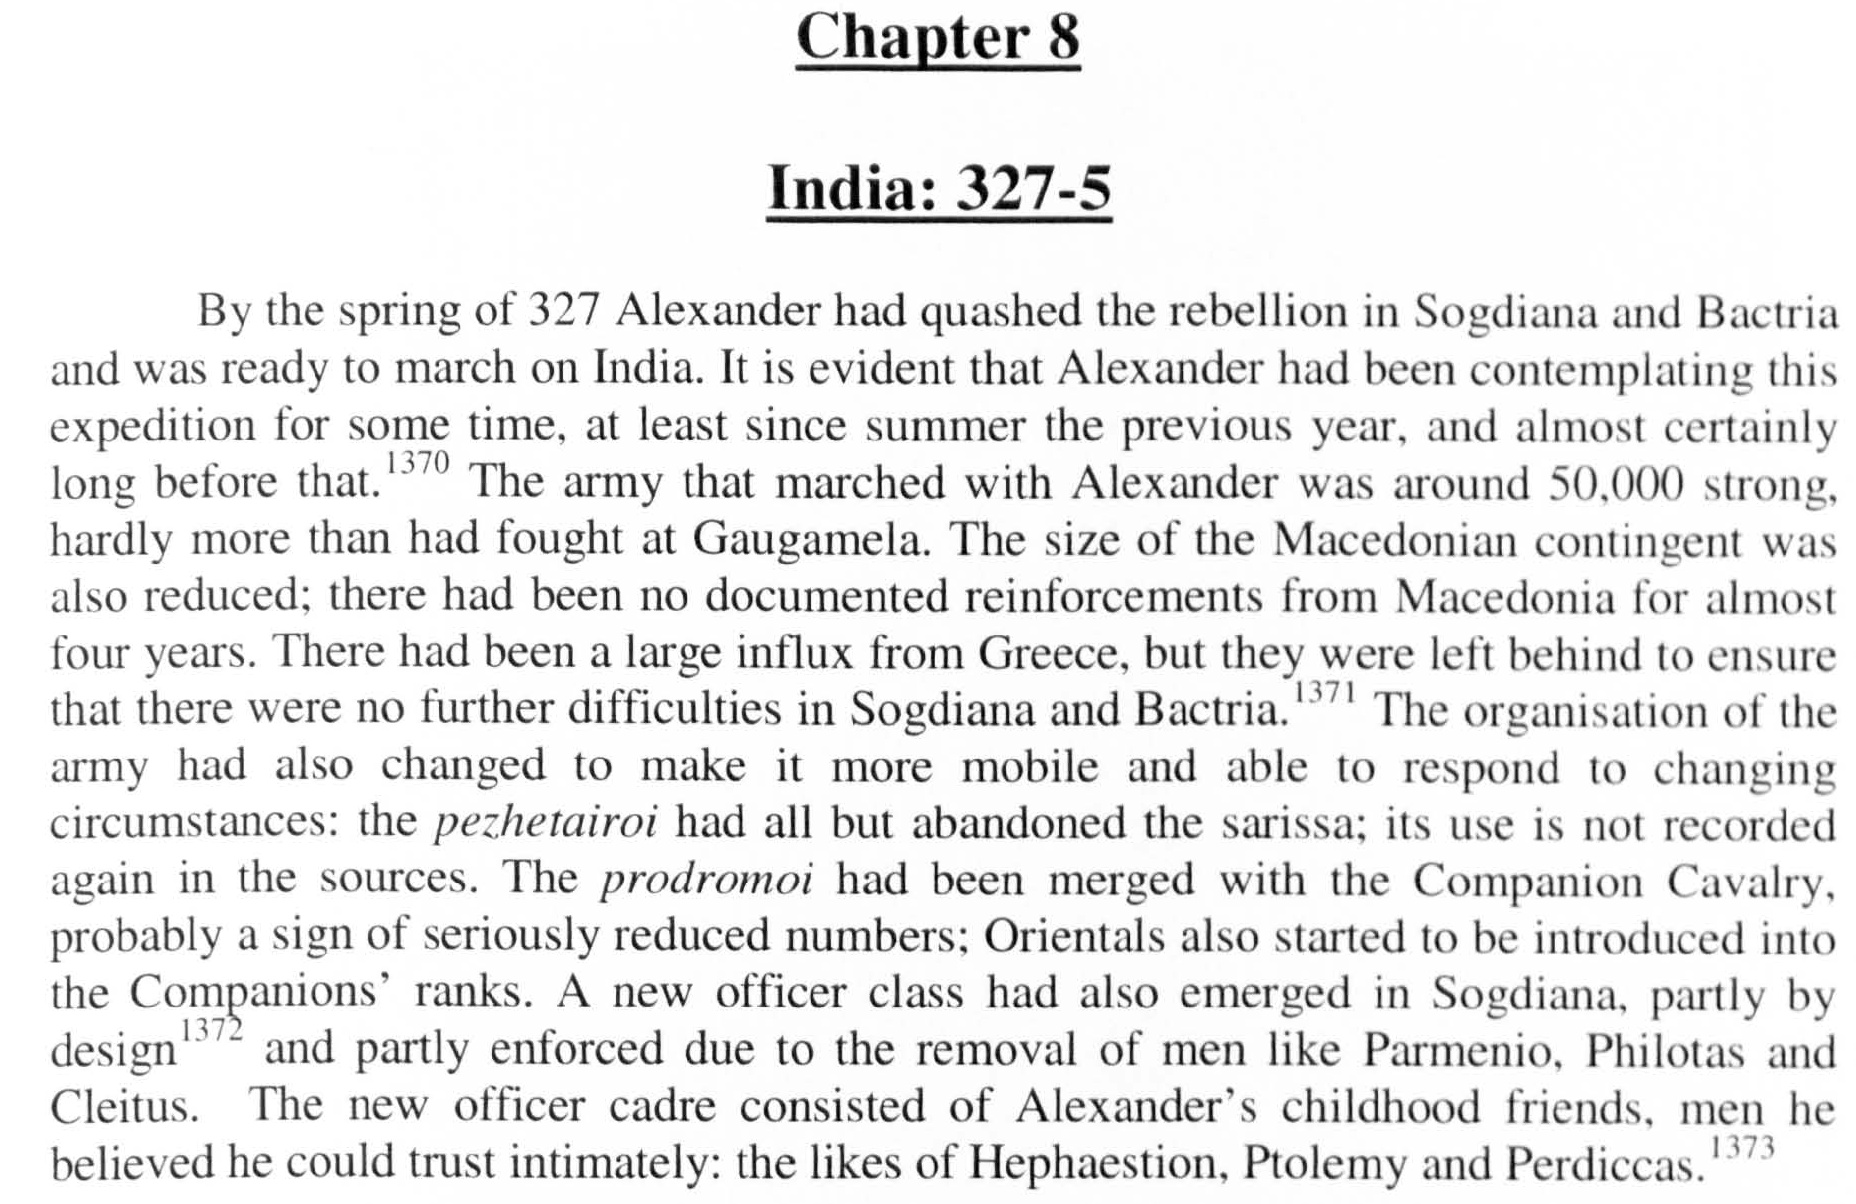 Chapter 8
India: 327-5
By the spring of 327 Alexander had quashed the rebellion in Sogdiana and Bactria
and was ready to march on India. It is evident that Alexander had been contemplating this
expedition for some time, at least since summer the previous year, and almost certainly
long before that.1370 The army that marched with Alexander was around 50,000 strong,
hardly more than had fought at Gaugamela. The size of the Macedonian contingent was
also reduced; there had been no documented reinforcements from Macedonia for almost
four years. There had been a large influx from Greece, but they were left behind to ensure
that there were no further difficulties in Sogdiana and Bactria.1371 The organisation of the
army had also changed to make it more mobile and able to respond to changing
circumstances: the pezhetairoi had all but abandoned the sarissa; its use is not recorded
again in the sources. The prodromoi had been merged with the Companion Cavalry,
probably a sign of seriously reduced numbers; Orientals also started to be introduced into
the Companions' ranks. A new officer class had also emerged in Sogdiana, partly by
design1372 and partly enforced due to the removal of men like Parmenio, Philotas and
Cleitus. The new officer cadre consisted of Alexander's childhood friends, men he
believed he could trust intimately: the likes of Hephaestion, Ptolemy and Perdiccas.1373